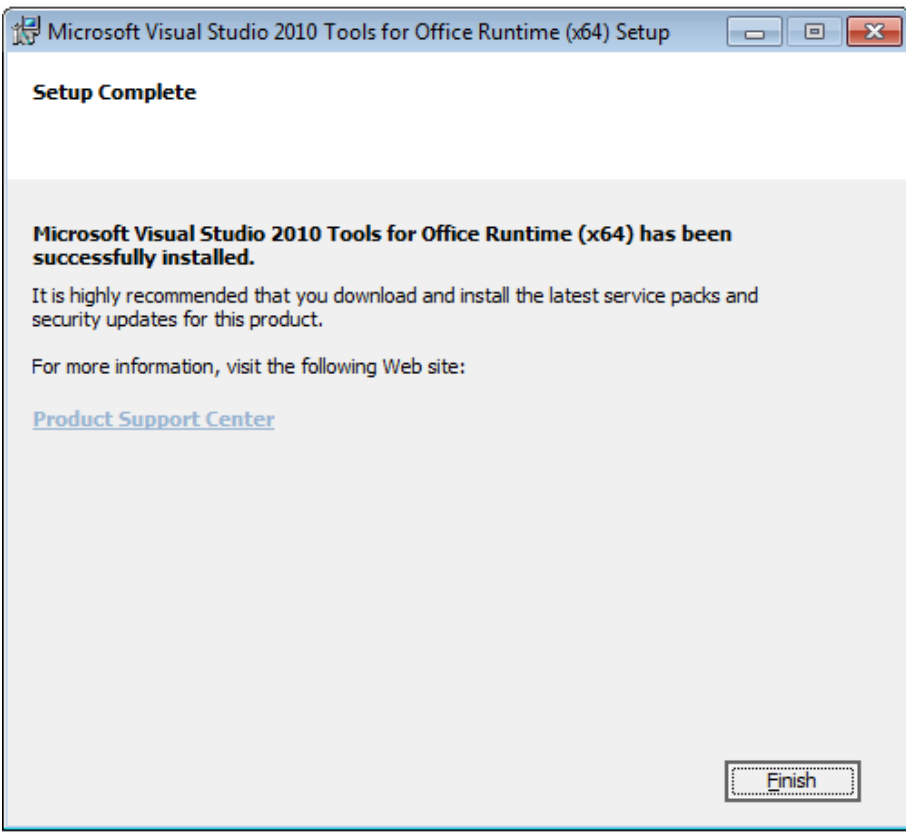 Microsoft Visual Studio 2010 Tools for Office Runtime (x64) Setup
Setup Complete
Microsoft Visual Studio 2010 Tools for Office Runtime (x64) has been
successfully installed.
It is highly recommended that you download and install the latest service packs and
security updates for this product.
For more information, visit the following Web site:
Product Support Center
Finish